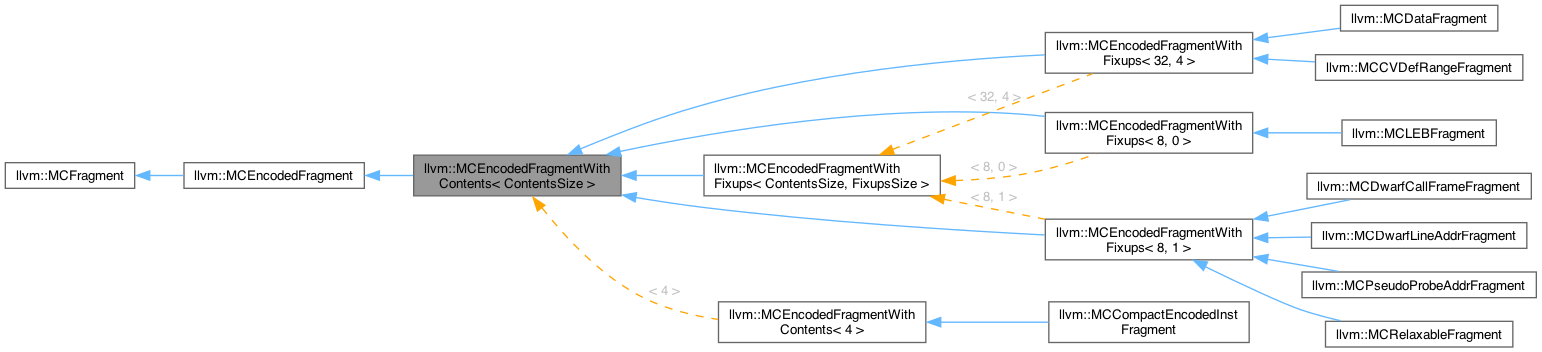 llvm::MCFragment
llvm::MCEncodedFragment
llvm::MCEncodedFragmentWith
Contents< ContentsSize >
llvm::MCEncodedFragmentWith
Fixups< 32, 4 >
llvm::MCDataFragment
llvm::MCCVDefRangeFragment
< 32, 4 >
llvm::MCEncodedFragmentWith
Fixups< 8, 0 >
llvm::MCLEBFragment
llvm::MCEncodedFragmentWith
Fixups< ContentsSize, FixupsSize >
< 8, 0 >
< 8, 1 >
llvm::MCEncodedFragmentWith
Fixups< 8, 1 >
llvm::MCDwarfCallFrameFragment
llvm::MCDwarfLineAddrFragment
llvm::MCPseudoProbeAddrFragment
llvm::MCRelaxableFragment
< 4 >
llvm::MCEncodedFragmentWith
Contents< 4 >
llvm::MCCompactEncodedInst
Fragment